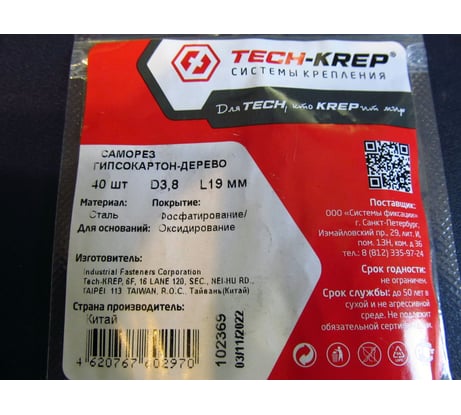 TECH-KREP®
СИСТЕМЫ КРЕПЛЕНИЯ
Для TECH, кто KREPит мир
САМОРЕЗ
ГИПСОКАРТОН-ДЕРЕВО
40 шт D3,8 L19 мм
Материал: Покрытие:
Сталь Фосфатирование/
Для оснований: Оксидирование
Изготовитель:
Industrial Fasteners Corporation
Tech-KREP, 6F, 16 LANE 120, SEC., NEI-HU RD.,
TAIPEI 113 TAIWAN, R.O.C., Тайвань(Китай)
Страна производитель:
Китай
4 620767 602970
102369
03/11/2022
Поставщик:
ООО «Системы фиксации»
г. Санкт-Петербург,
Измайловский пр., 29, лит. И,
пом. 13Н, ком. д.36
тел.: 8 (812) 335-97-24
Срок годности:
не ограничен.
Срок службы: до 50 лет в
сухой и не агрессивной
среде. Не подлежит
обязательной сертификации.